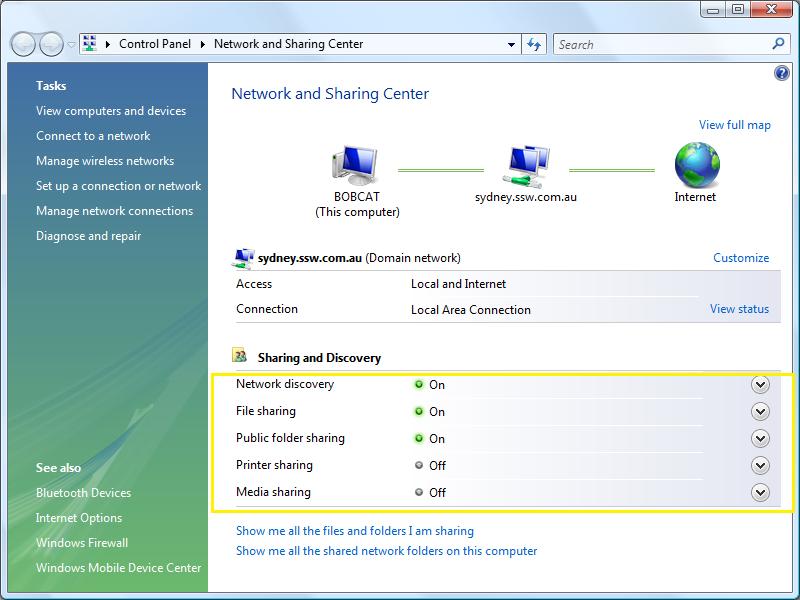 Control Panel
Network and Sharing Center
Search
Tasks
View computers and devices
Connect to a network
Manage wireless networks
Set up a connection or network
Manage network connections
Diagnose and repair
See also
Bluetooth Devices
Internet Options
Windows Firewall
Windows Mobile Device Center
Network and Sharing Center
View full map
BOBCAT
(This computer)
sydney.ssw.com.au
Internet
sydney.ssw.com.au (Domain network) Customize
Access Local and Internet
Connection Local Area Connection View status
Sharing and Discovery
Network discovery On
File sharing On
Public folder sharing On
Printer sharing Off
Media sharing Off
Show me all the files and folders I am sharing
Show me all the shared network folders on this computer